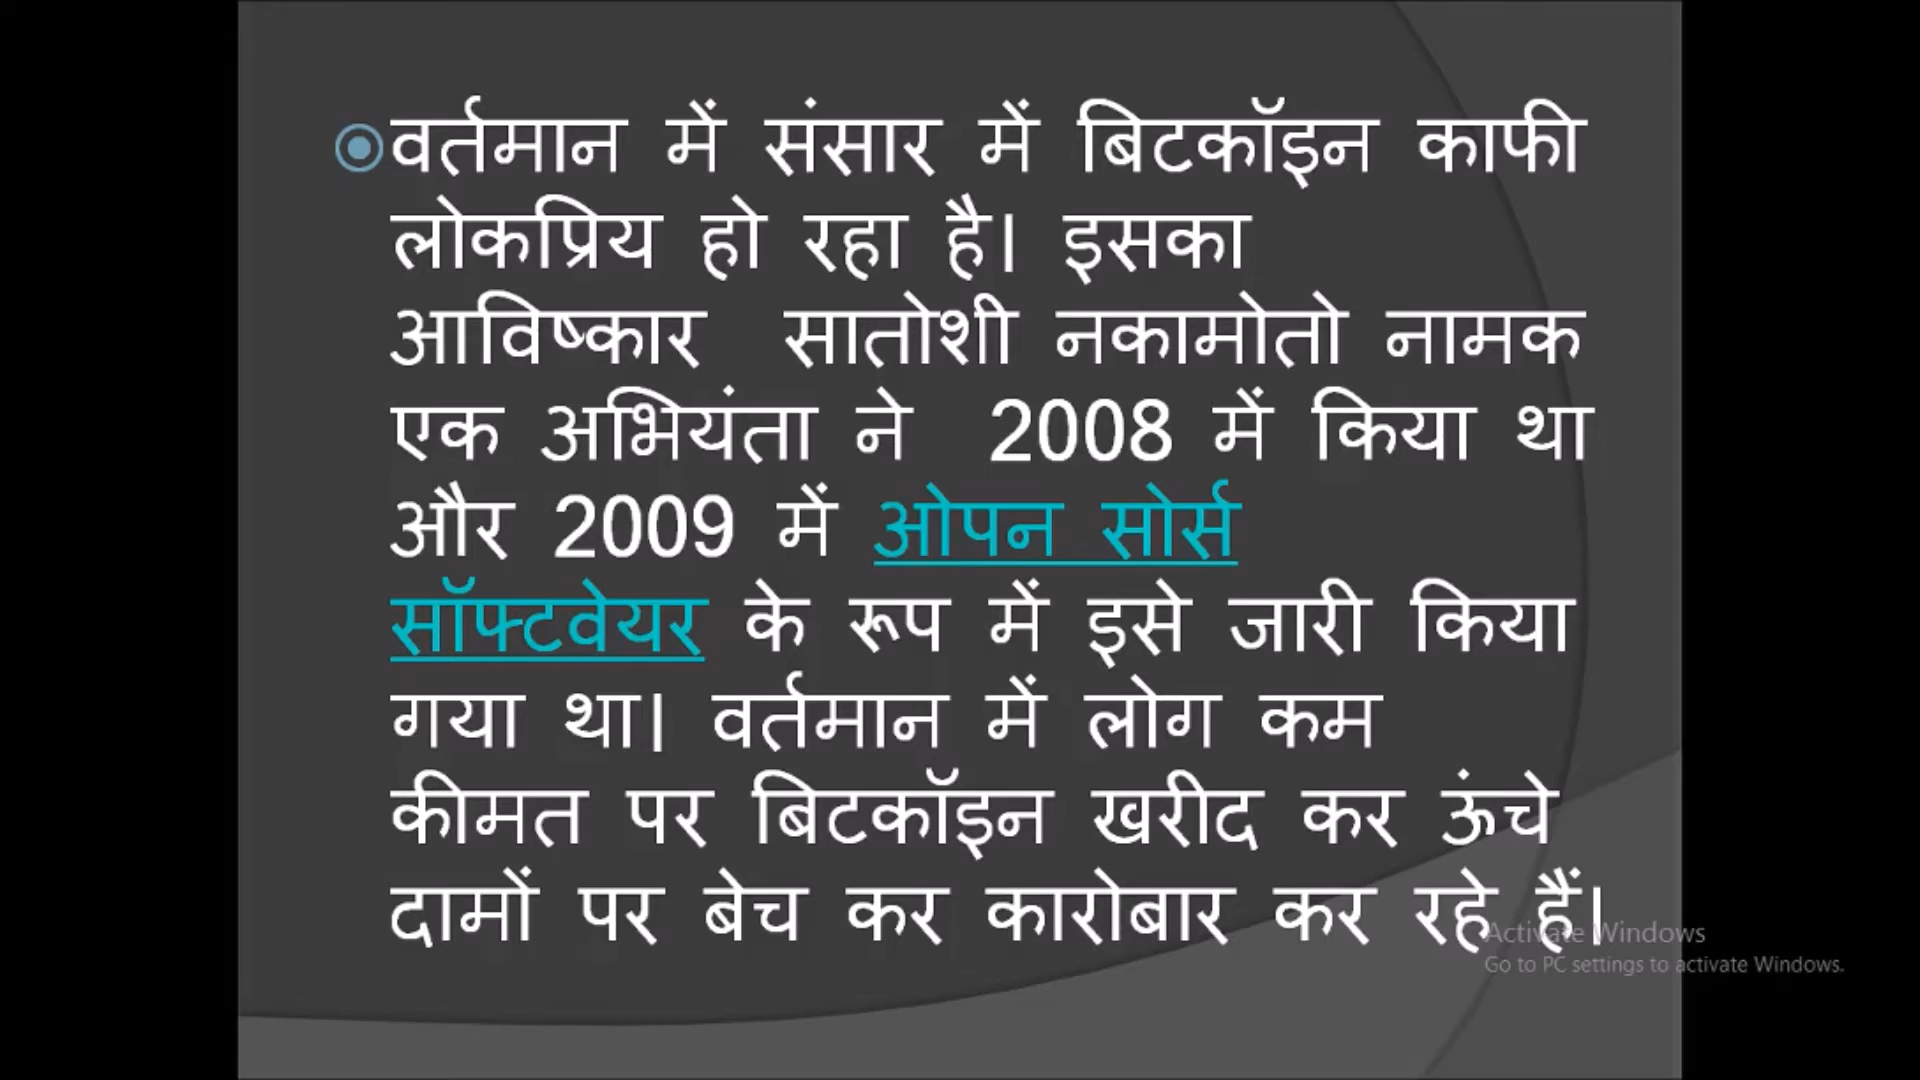 वर्तमान में संसार में बिटकॉइन काफी
लोकप्रिय हो रहा है। इसका
आविष्कार सातोशी नकामोतो नामक
एक अभियंता ने 2008 में किया था
और 2009 में ओपन सोर्स
सॉफ्टवेयर के रूप में इसे जारी किया
गया था। वर्तमान में लोग कम
कीमत पर बिटकॉइन खरीद कर ऊंचे
दामों पर बेच कर कारोबार कर रहे हैं।
Activate Windows
Go to PC settings to activate Windows.